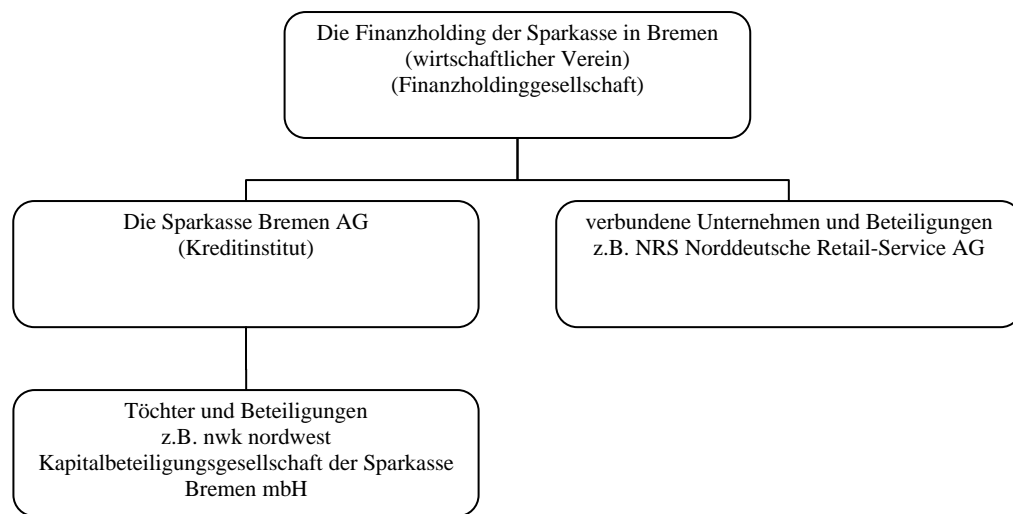 Die Finanzholding der Sparkasse in Bremen
(wirtschaftlicher Verein)
(Finanzholdinggesellschaft)
Die Sparkasse Bremen AG
(Kreditinstitut)
verbundene Unternehmen und Beteiligungen
z.B. NRS Norddeutsche Retail-Service AG
Töchter und Beteiligungen
z.B. nwk nordwest
Kapitalbeteiligungsgesellschaft der Sparkasse
Bremen mbH